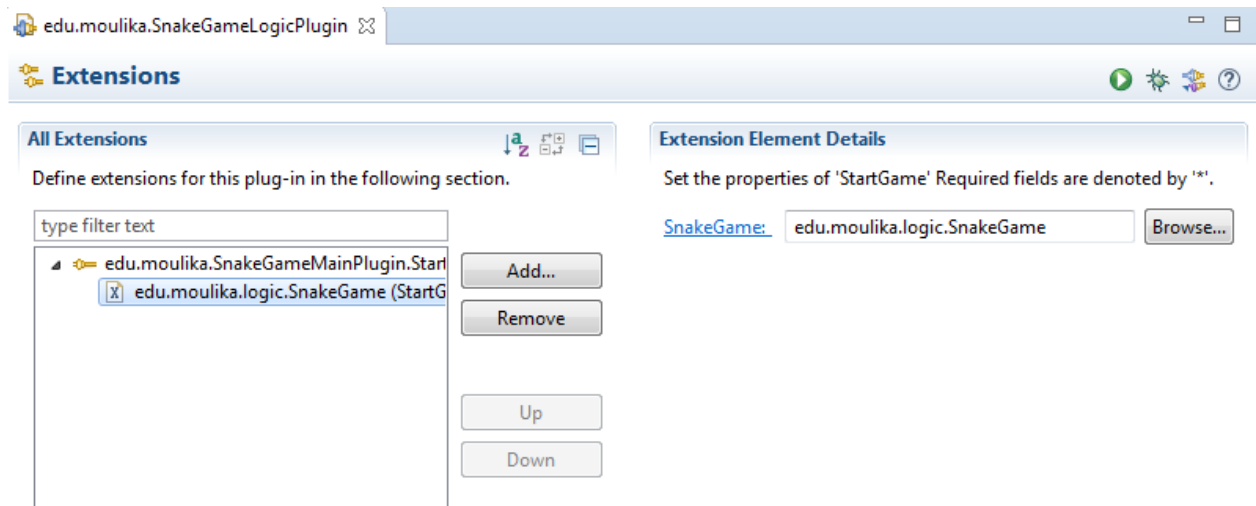 edu.moulika.SnakeGameLogicPlugin
Extensions
All Extensions
Define extensions for this plug-in in the following section.
type filter text
edu.moulika.SnakeGameMainPlugin.Start
edu.moulika.logic.SnakeGame (StartG
Add...
Remove
Up
Down
Extension Element Details
Set the properties of 'StartGame' Required fields are denoted by '*'.
SnakeGame: edu.moulika.logic.SnakeGame Browse...